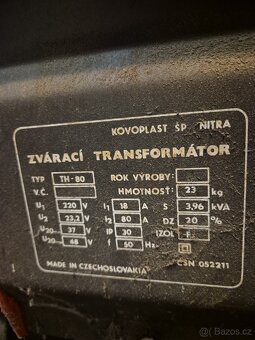 KOVOPLAST ŠP NITRA
ZVÁRACÍ TRANSFORMÁTOR
TYP TH-80 ROK VÝROBY:
V.Č. HMOTNOSŤ: 23 kg
U1 220 V I1 18 A S 3,96 kVA
U2 23,2 V I2 80 A DZ 20 %
U20 37 V IP 30 IZOL F
U20 48 V f 50 Hz
MADE IN CZECHOSLOVAKIA ČSN 052211
sbazos.cz